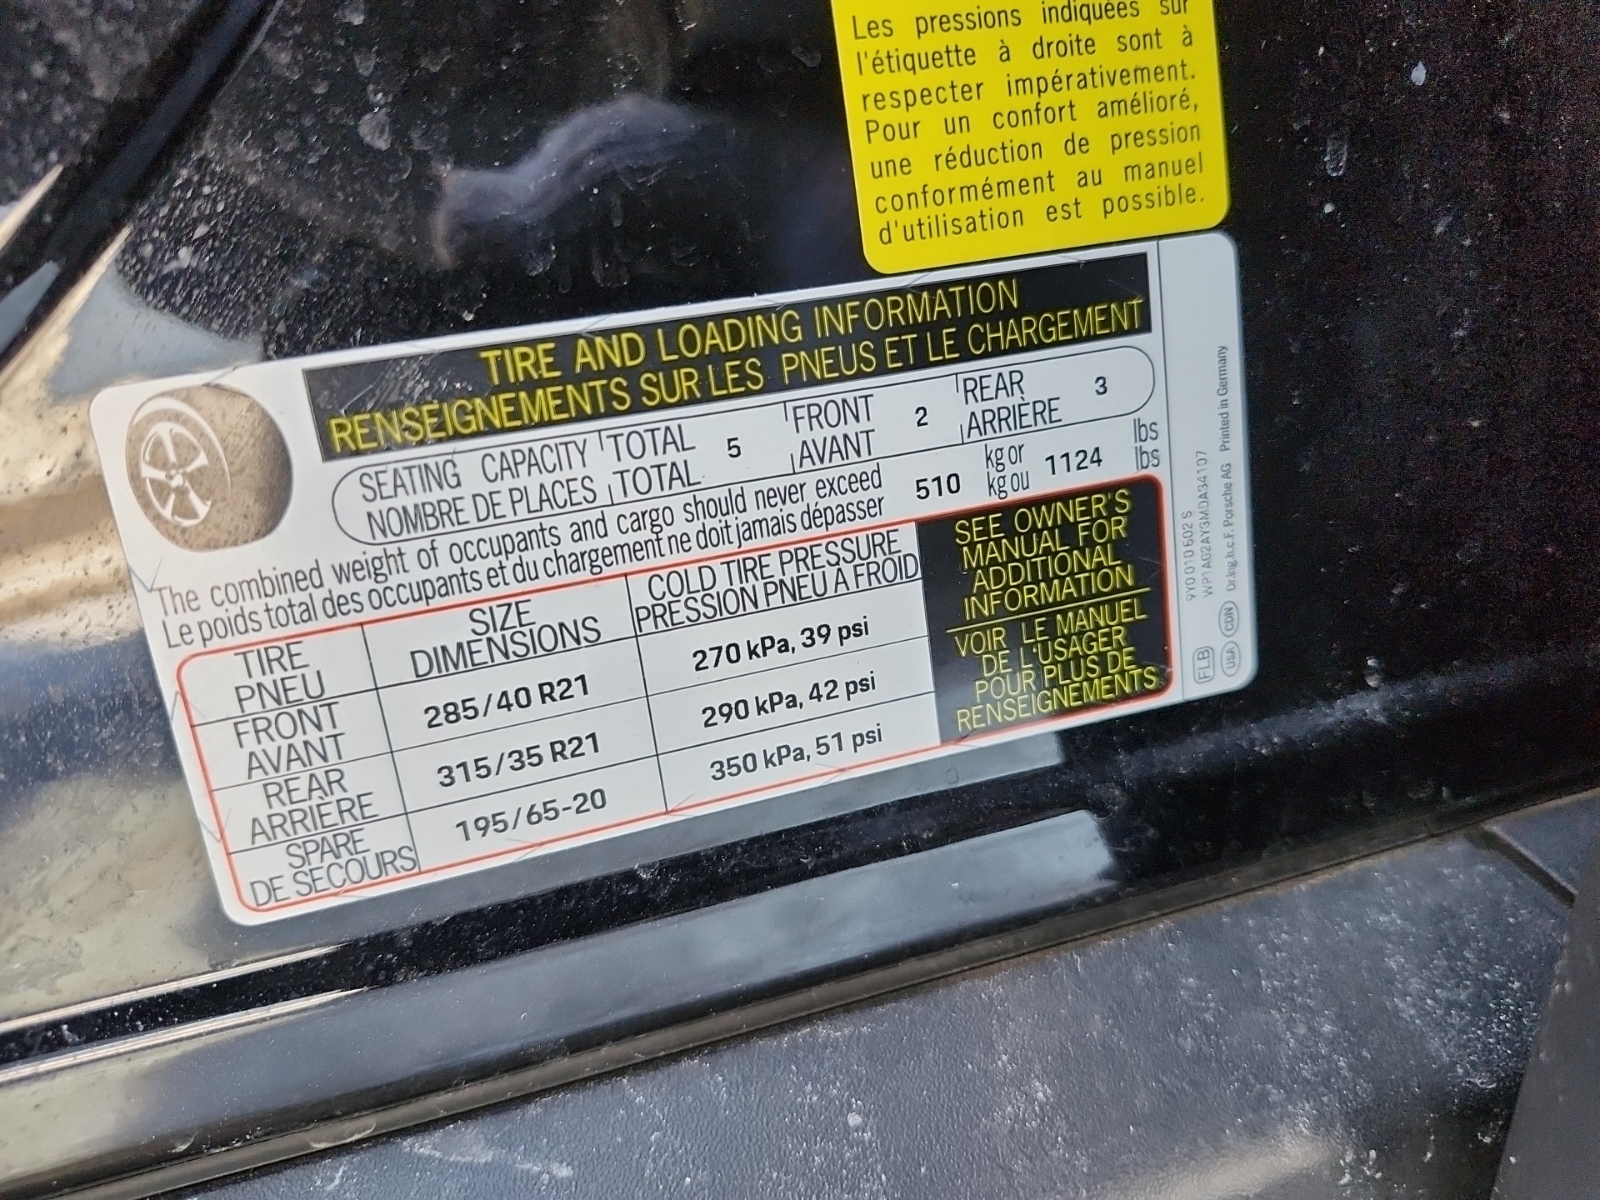 Les pressions indiquées sur
l'étiquette à droite sont à
respecter impérativement.
Pour un confort amélioré,
une réduction de pression
conformément au manuel
d'utilisation est possible.
TIRE AND LOADING INFORMATION
RENSEIGNEMENTS SUR LES PNEUS ET LE CHARGEMENT
SEATING CAPACITY TOTAL 5 FRONT 2 REAR 3
NOMBRE DE PLACES TOTAL AVANT ARRIÈRE
The combined weight of occupants and cargo should never exceed 510 kg or 1124 lbs
Le poids total des occupants et du chargement ne doit jamais dépasser kg ou lbs
TIRE SIZE COLD TIRE PRESSURE
PNEU DIMENSIONS PRESSION PNEU À FROID
FRONT 285/40 R21 270 kPa, 39 psi
AVANT
REAR 315/35 R21 290 kPa, 42 psi
ARRIÈRE
SPARE 195/65-20 350 kPa, 51 psi
DE SECOURS
SEE OWNER'S
MANUAL FOR
ADDITIONAL
INFORMATION
VOIR LE MANUEL
DE L'USAGER
POUR PLUS DE
RENSEIGNEMENTS
9Y0 010 502 S
WP1AG2AY3MDA34107
FLB USA CDN Dr.Ing.h.c.F. Porsche AG Printed in Germany